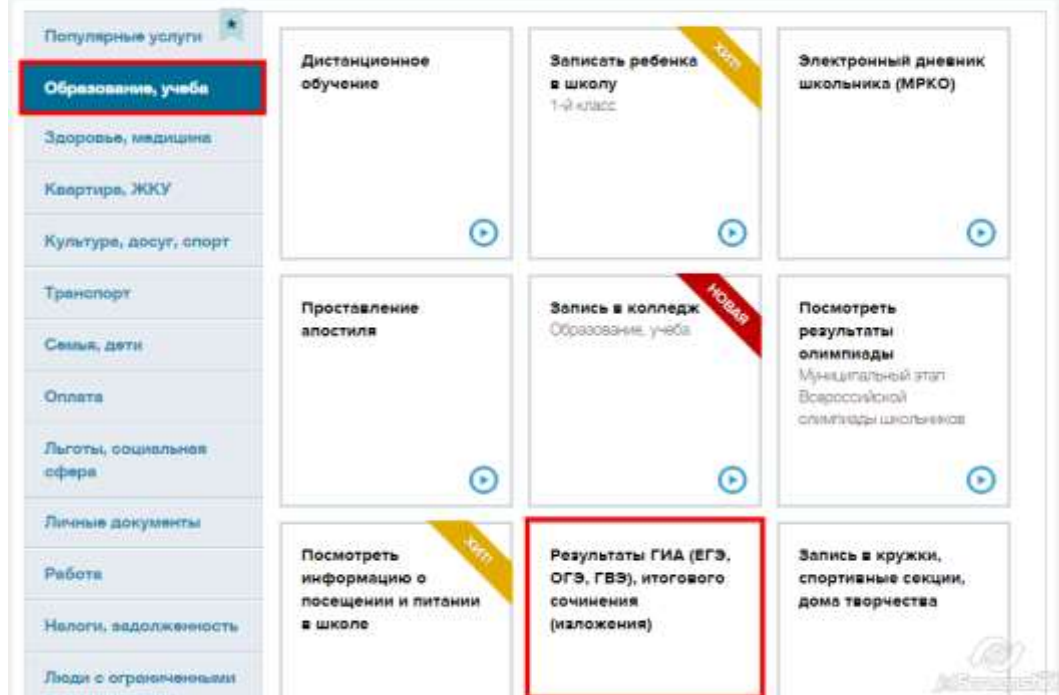 Популярные услуги
Образование, учеба
Здоровье, медицина
Квартира, ЖКУ
Культура, досуг, спорт
Транспорт
Семья, дети
Оплата
Льготы, социальная
сфера
Личные документы
Работа
Налоги, задолженность
Люди с ограниченными
Дистанционное
обучение
Записать ребенка
в школу
1-й класс
ХИТ!
Электронный дневник
школьника (МРКО)
Проставление
апостиля
Запись в колледж
Образование, учеба
НОВАЯ
Посмотреть
результаты
олимпиады
Муниципальный этап
Всероссийской
олимпиады школьников
Посмотреть
информацию о
посещении и питании
в школе
ХИТ!
Результаты ГИА (ЕГЭ,
ОГЭ, ГВЭ), итогового
сочинения
(изложения)
Запись в кружки,
спортивные секции,
дома творчества